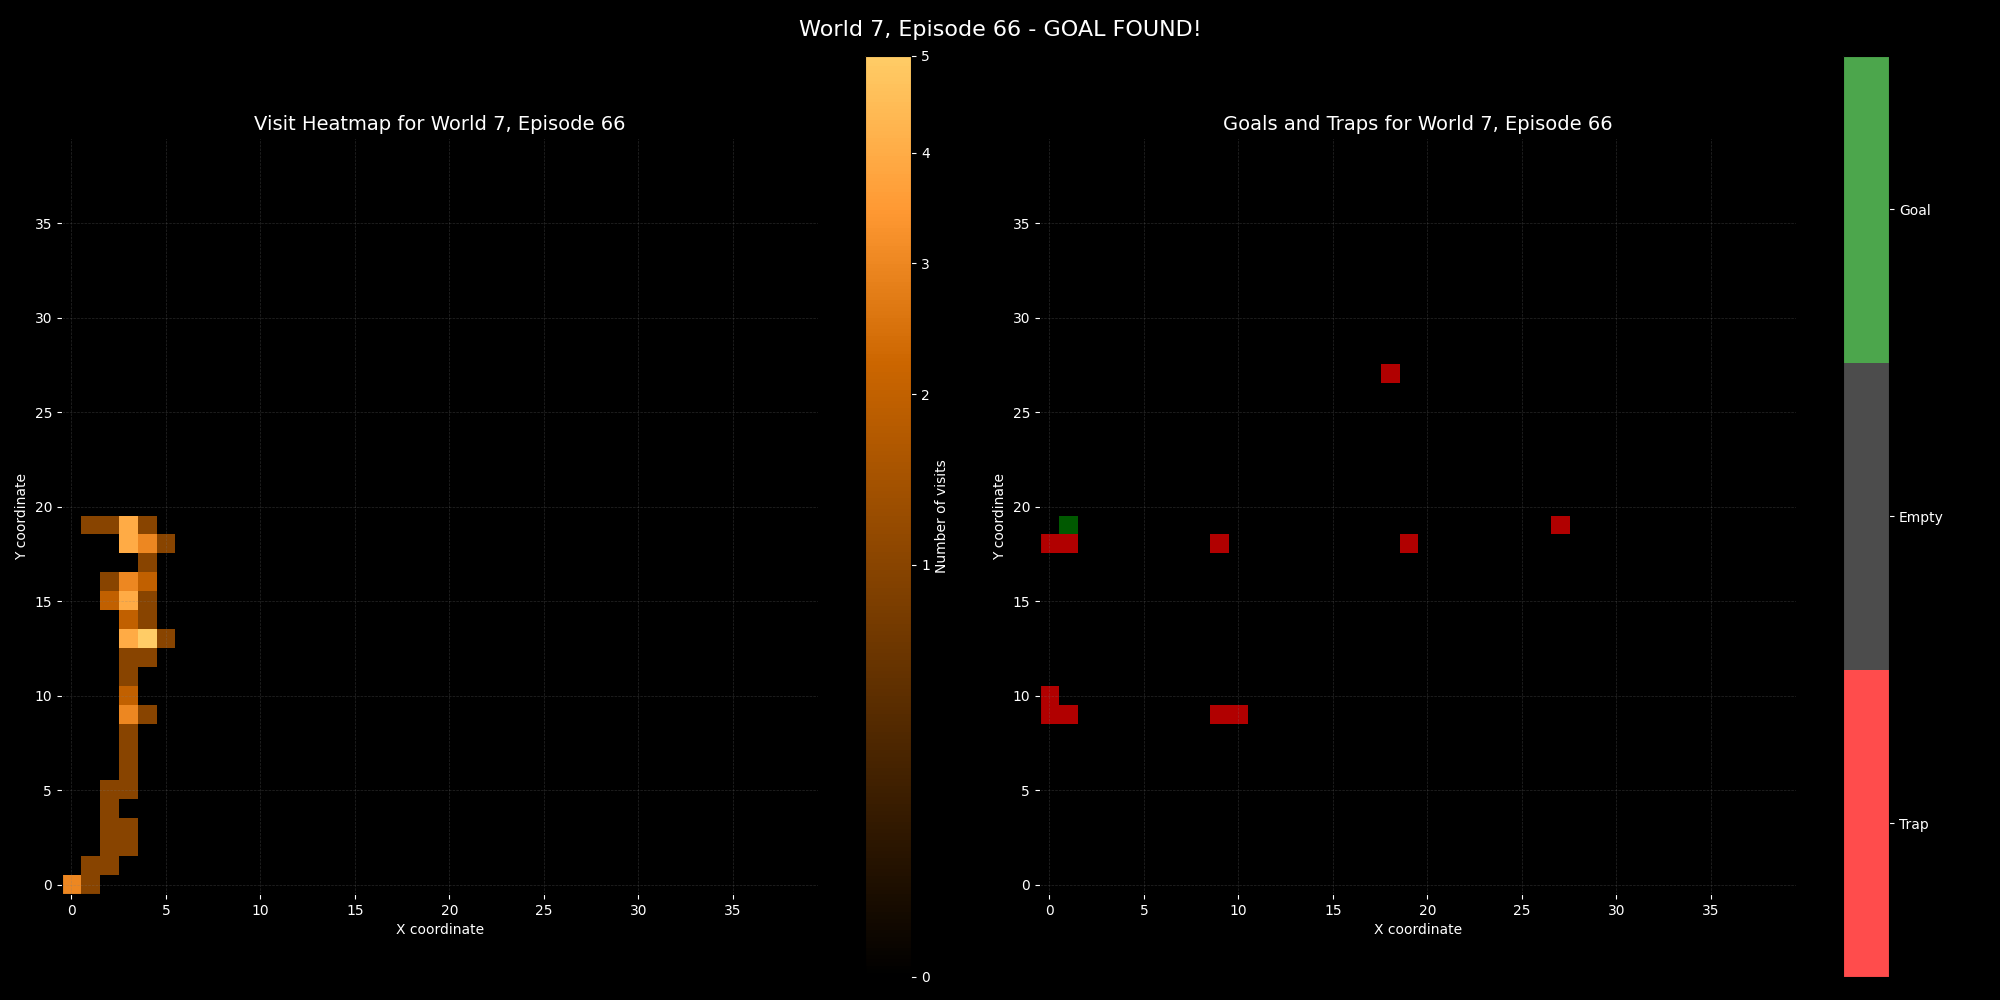 World 7, Episode 66 - GOAL FOUND!
Visit Heatmap for World 7, Episode 66
35
30
25
20
15
10
5
0
Y coordinate
0 5 10 15 20 25 30 35
X coordinate
5
4
3
2
1
0
Number of visits
Goals and Traps for World 7, Episode 66
35
30
25
20
15
10
5
0
Y coordinate
0 5 10 15 20 25 30 35
X coordinate
Goal
Empty
Trap